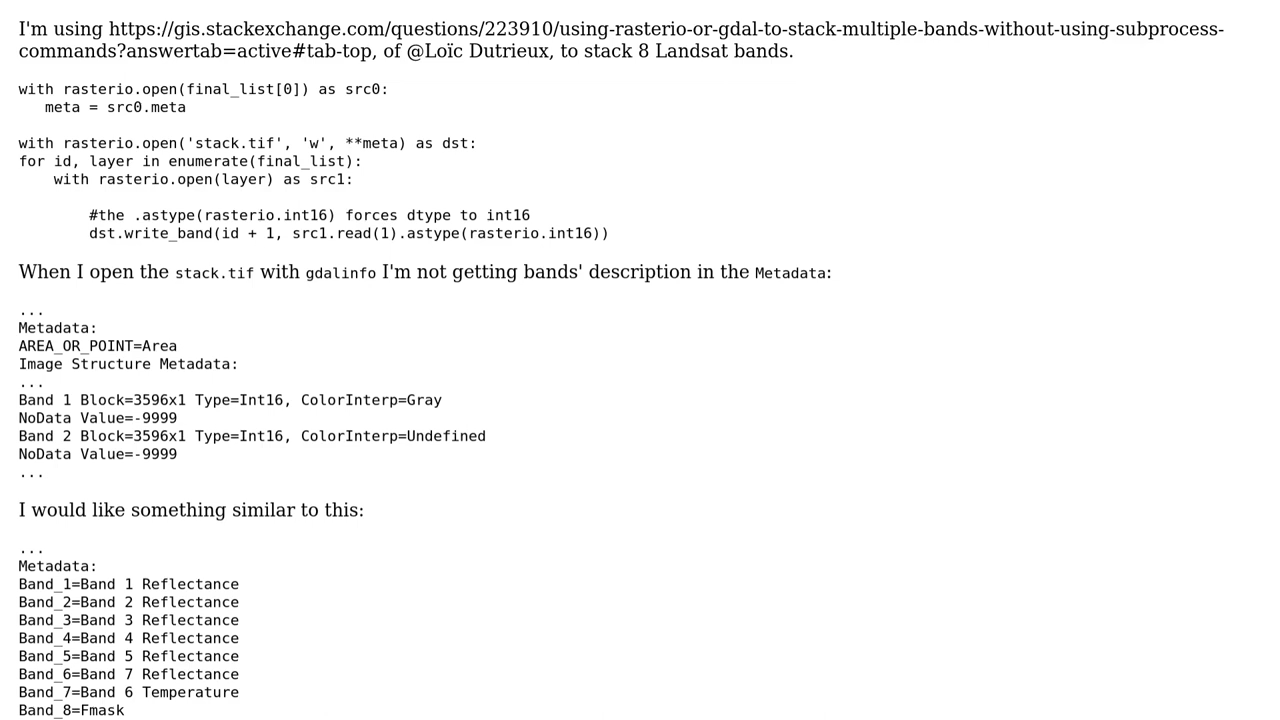 I'm using https://gis.stackexchange.com/questions/223910/using-rasterio-or-gdal-to-stack-multiple-bands-without-using-subprocess-
commands?answertab=active#tab-top, of @Loïc Dutrieux, to stack 8 Landsat bands.
with rasterio.open(final_list[0]) as src0:
   meta = src0.meta
with rasterio.open('stack.tif', 'w', **meta) as dst:
for id, layer in enumerate(final_list):
    with rasterio.open(layer) as src1:
        #the .astype(rasterio.int16) forces dtype to int16
        dst.write_band(id + 1, src1.read(1).astype(rasterio.int16))
When I open the stack.tif with gdalinfo I'm not getting bands' description in the Metadata:
...
Metadata:
AREA_OR_POINT=Area
Image Structure Metadata:
...
Band 1 Block=3596x1 Type=Int16, ColorInterp=Gray
NoData Value=-9999
Band 2 Block=3596x1 Type=Int16, ColorInterp=Undefined
NoData Value=-9999
...
I would like something similar to this:
...
Metadata:
Band_1=Band 1 Reflectance
Band_2=Band 2 Reflectance
Band_3=Band 3 Reflectance
Band_4=Band 4 Reflectance
Band_5=Band 5 Reflectance
Band_6=Band 7 Reflectance
Band_7=Band 6 Temperature
Band_8=Fmask